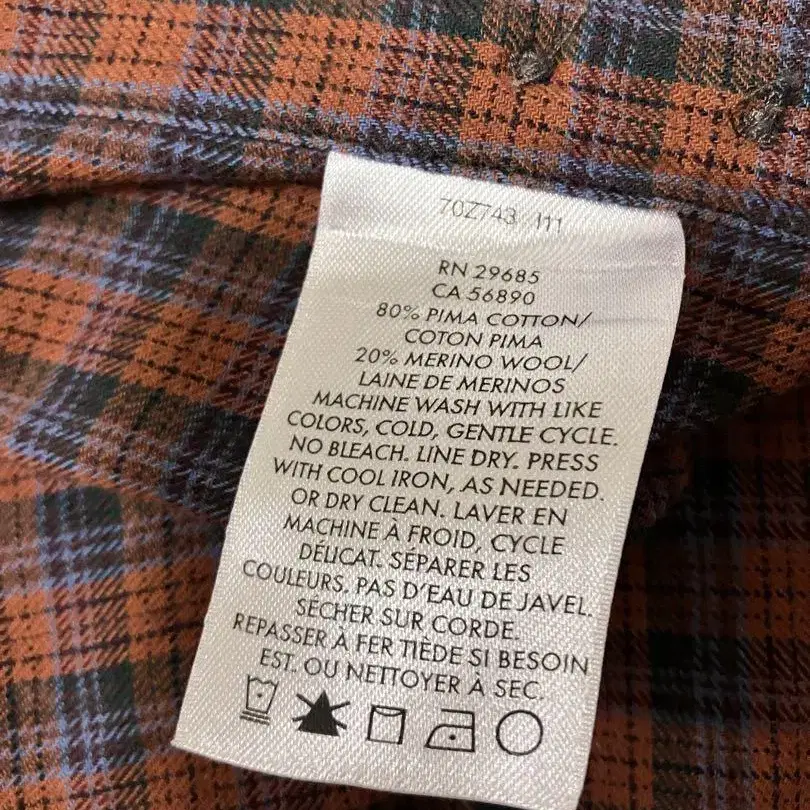 70Z743 111
RN 29685
CA 56890
80% PIMA COTTON/
COTON PIMA
20% MERINO WOOL/
LAINE DE MERINOS
MACHINE WASH WITH LIKE
COLORS, COLD, GENTLE CYCLE.
NO BLEACH. LINE DRY. PRESS
WITH COOL IRON, AS NEEDED.
OR DRY CLEAN. LAVER EN
MACHINE À FROID, CYCLE
DÉLICAT. SÉPARER LES
COULEURS. PAS D'EAU DE JAVEL.
SÉCHER SUR CORDE.
REPASSER À FER TIÈDE SI BESOIN
EST. OU NETTOYER À SEC.